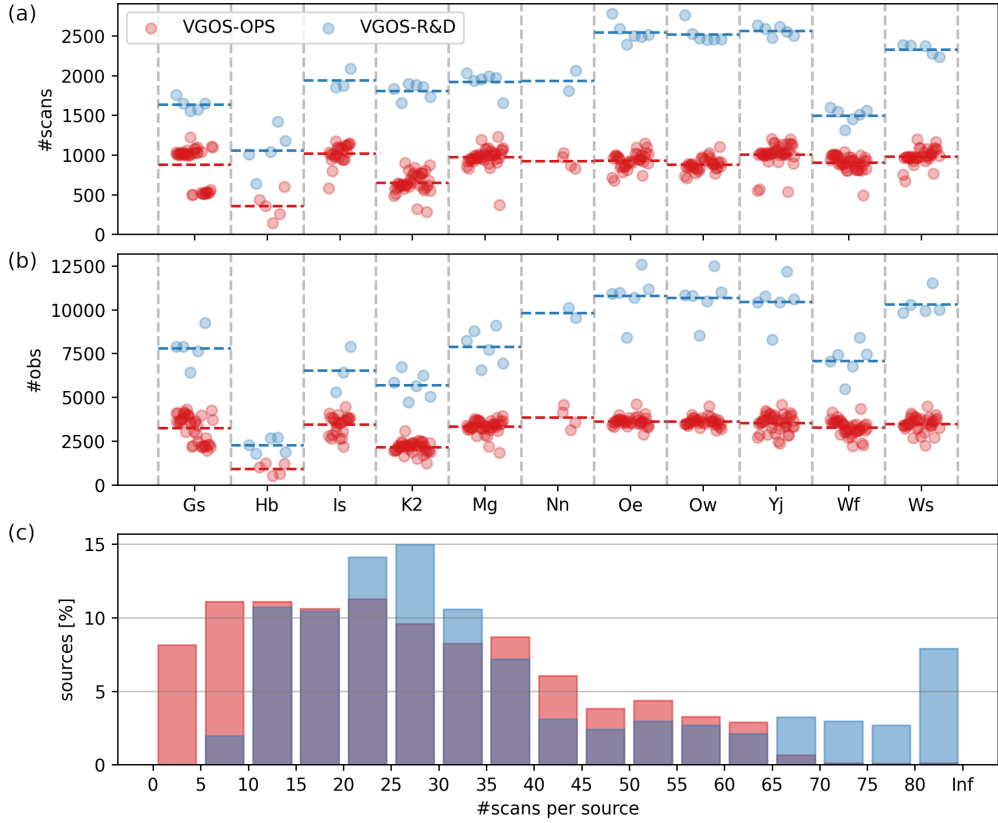 (a)
VGOS-OPS VGOS-R&D
2500
2000
1500
1000
500
0
#scans
(b)
12500
10000
7500
5000
2500
0
#obs
Gs Hb Is K2 Mg Nn Oe Ow Yj Wf Ws
(c)
15
10
5
0
sources [%]
0 5 10 15 20 25 30 35 40 45 50 55 60 65 70 75 80 Inf
#scans per source